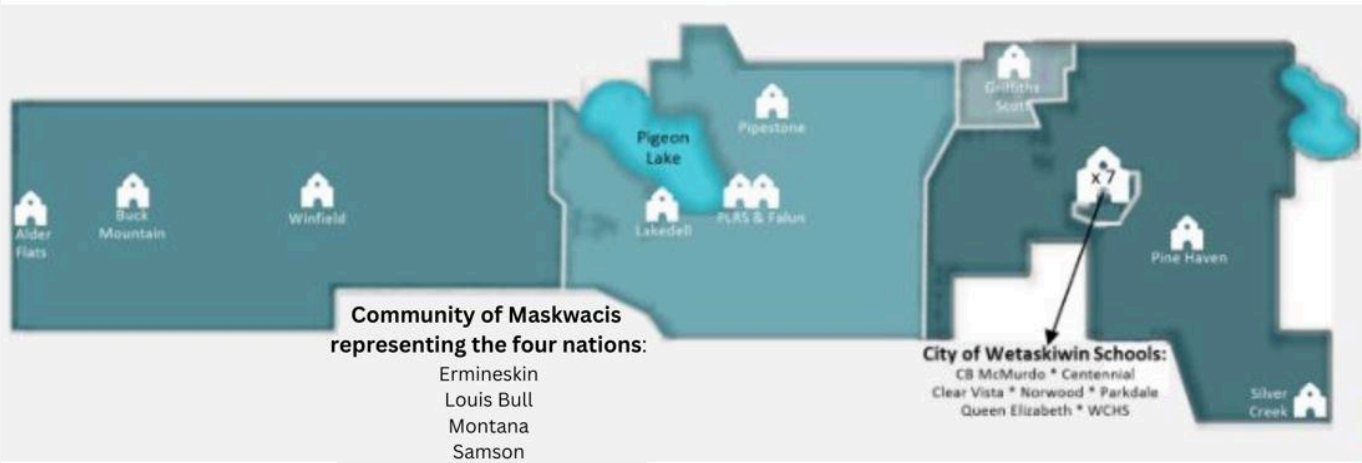 Griffiths
Scott
Pipestone
Pigeon
Lake
x 7
Alder
Flats
Buck
Mountain
Winfield
Lakedell
PLRS & Falun
Pine Haven
Community of Maskwacis
representing the four nations:
Ermineskin
Louis Bull
Montana
Samson
City of Wetaskiwin Schools:
CB McMurdo * Centennial
Clear Vista * Norwood * Parkdale
Queen Elizabeth * WCHS
Silver
Creek